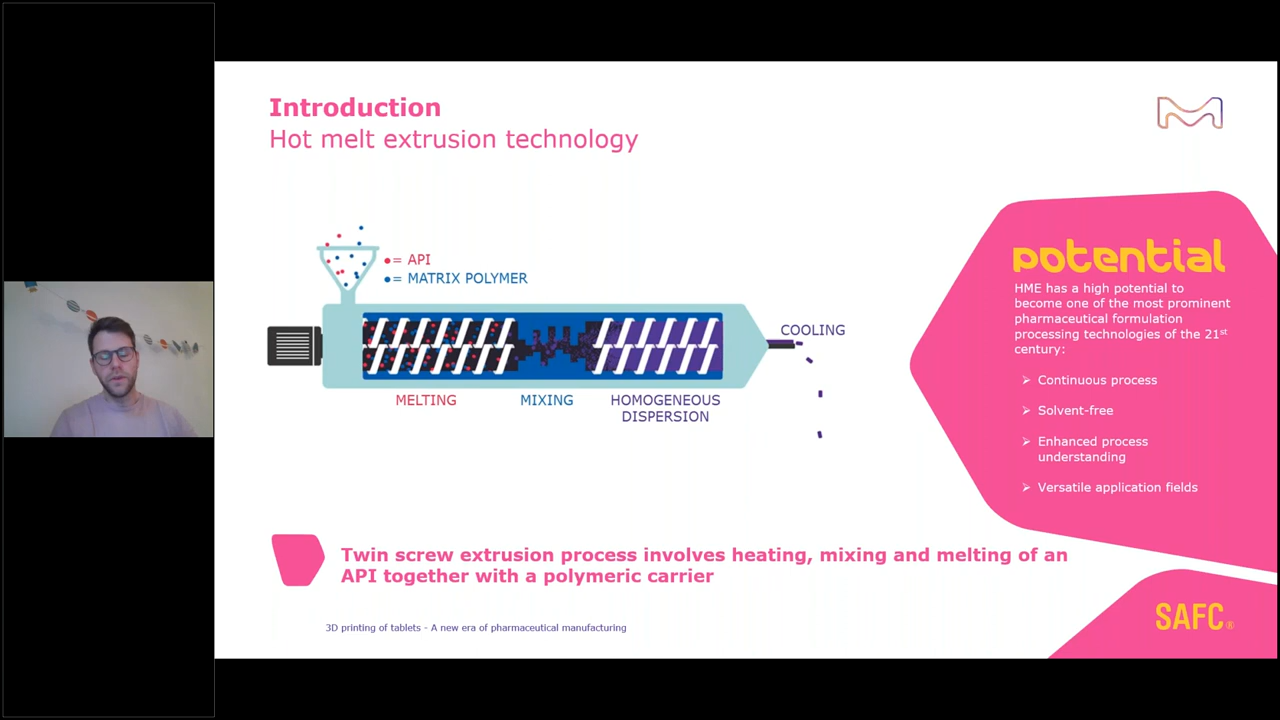 Introduction
Hot melt extrusion technology
= API
= MATRIX POLYMER
COOLING
MELTING
MIXING
HOMOGENEOUS
DISPERSION
potential
HME has a high potential to
become one of the most prominent
pharmaceutical formulation
processing technologies of the 21st
century:
Continuous process
Solvent-free
Enhanced process
understanding
Versatile application fields
Twin screw extrusion process involves heating, mixing and melting of an
API together with a polymeric carrier
3D printing of tablets - A new era of pharmaceutical manufacturing
SAFC®